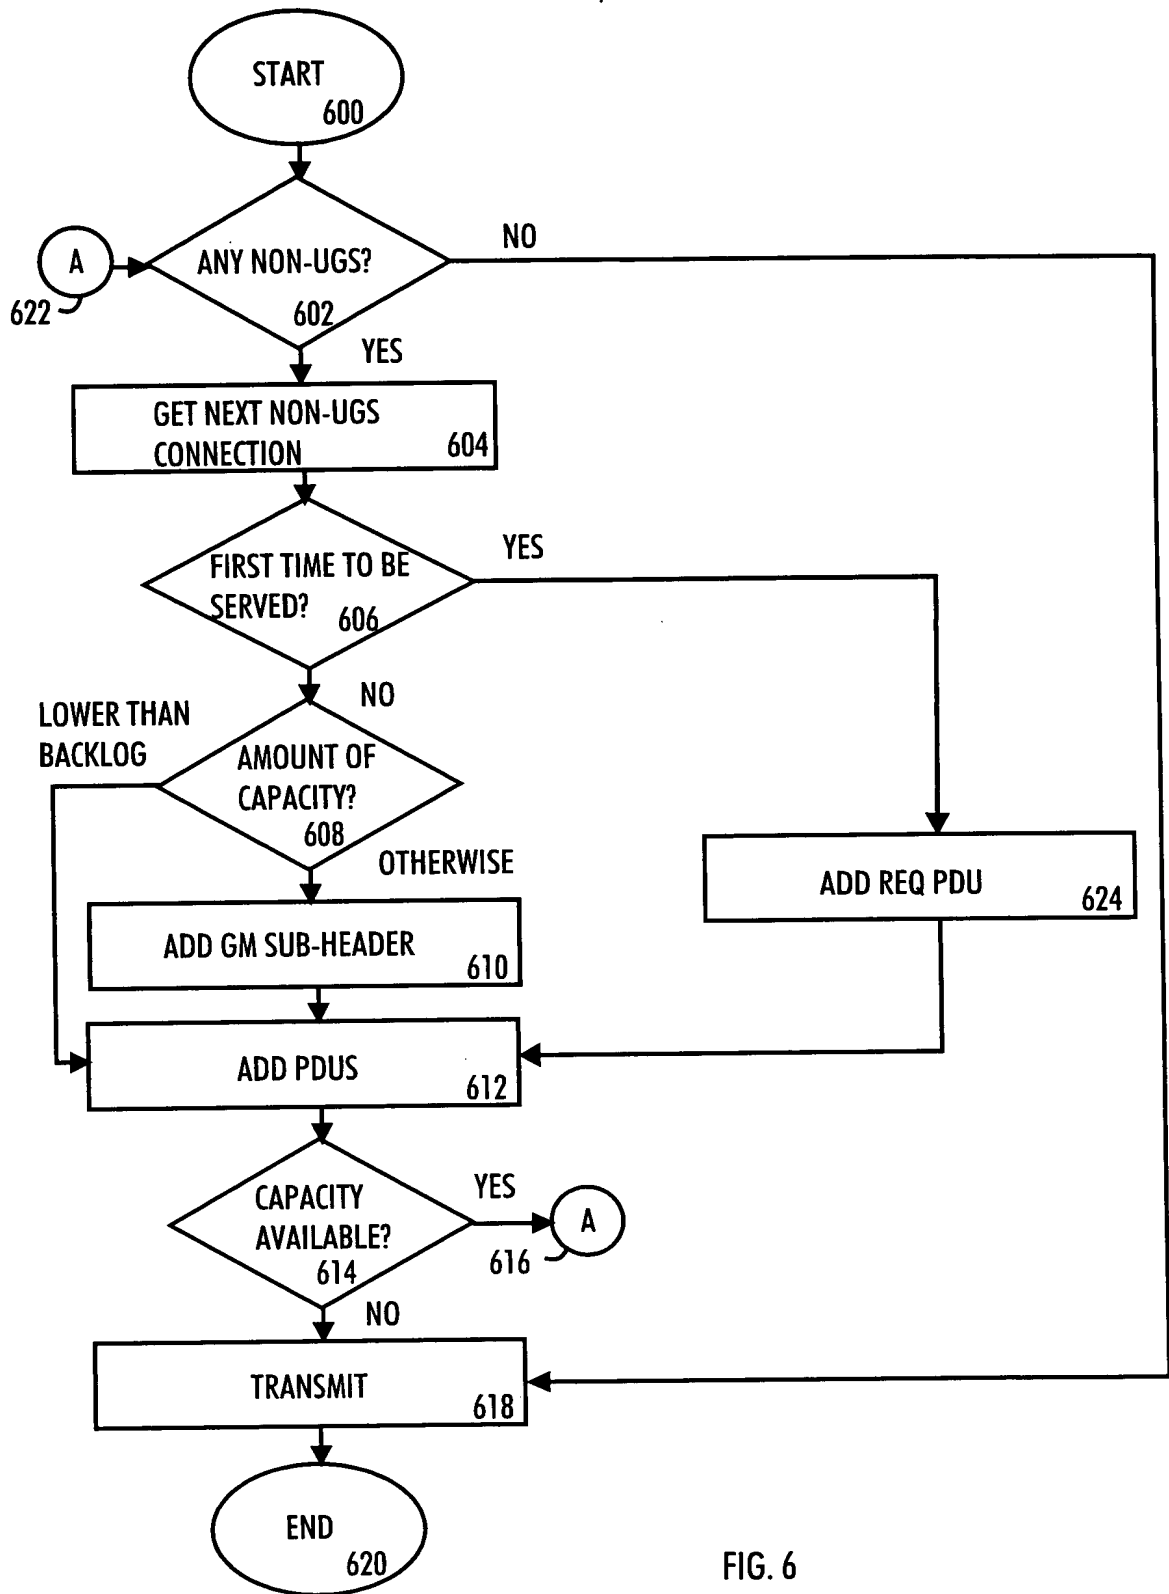 START
600
A
622
ANY NON-UGS?
602
NO
YES
GET NEXT NON-UGS
CONNECTION
604
FIRST TIME TO BE
SERVED?
606
YES
NO
LOWER THAN
BACKLOG
AMOUNT OF
CAPACITY?
608
OTHERWISE
ADD REQ PDU
624
ADD GM SUB-HEADER
610
ADD PDUS
612
CAPACITY
AVAILABLE?
614
YES
A
616
NO
TRANSMIT
618
END
620
FIG. 6